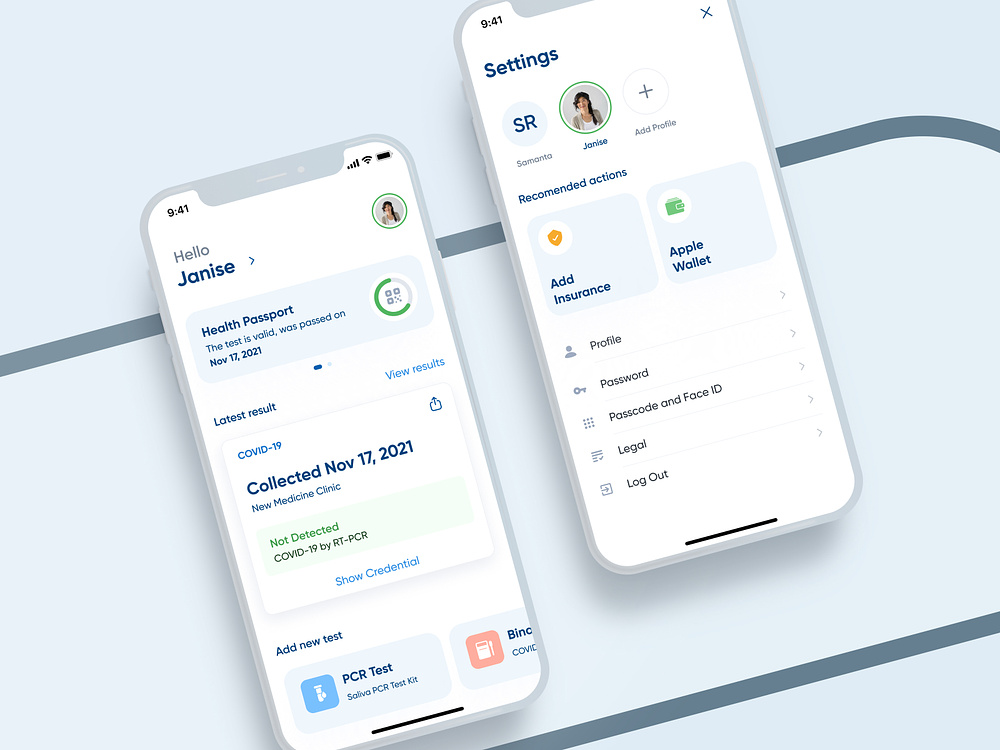 9:41
Hello
Janise
Health Passport
The test is valid, was passed on
Nov 17, 2021
View results
Latest result
COVID-19
Collected Nov 17, 2021
New Medicine Clinic
Not Detected
COVID-19 by RT-PCR
Show Credential
Add new test
PCR Test
Saliva PCR Test Kit
9:41
Settings
SR
Samanta
Janise
Add Profile
Recomended actions
Add
Insurance
Apple
Wallet
Profile
Password
Passcode and Face ID
Legal
Log Out